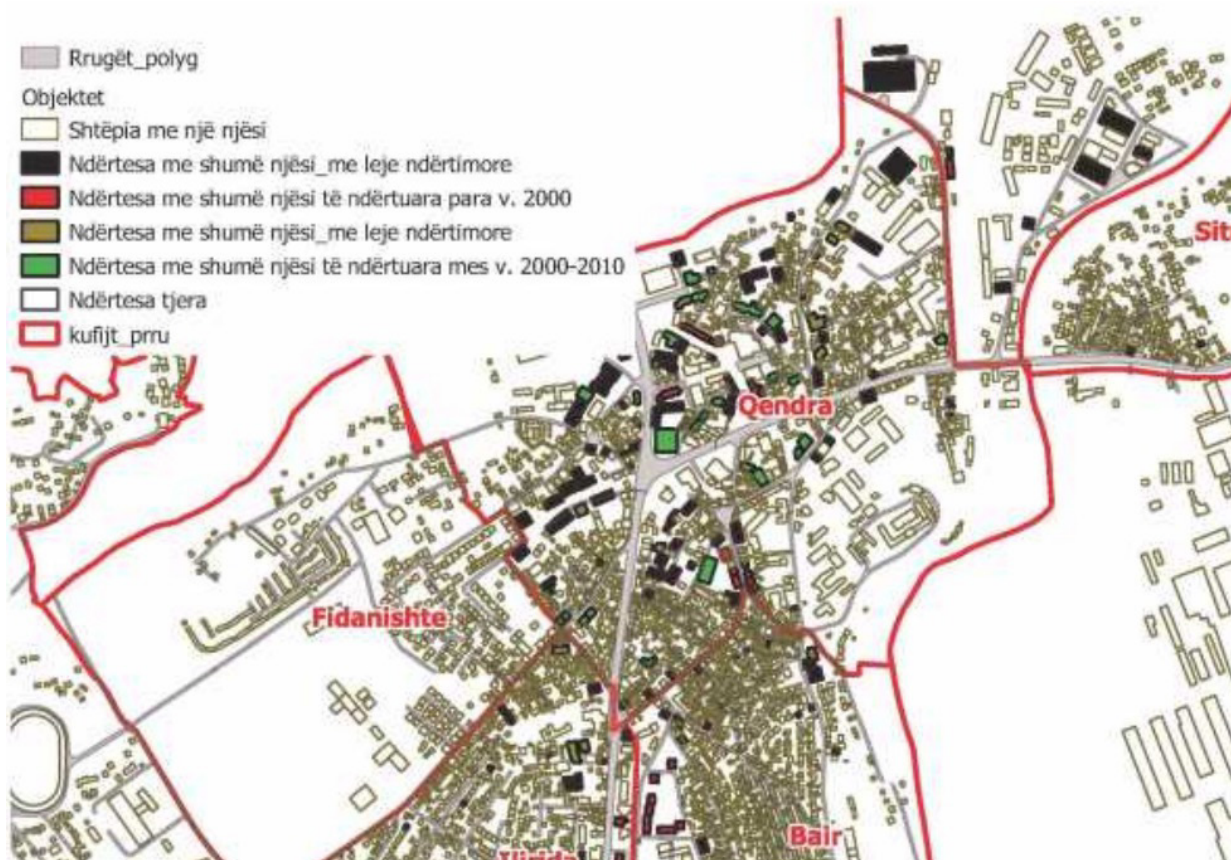 Rrugët_polyg
Objektet
Shtëpia me një njësi
Ndërtesa me shumë njësi_me leje ndërtimore
Ndërtesa me shumë njësi të ndërtuara para v. 2000
Ndërtesa me shumë njësi_me leje ndërtimore
Ndërtesa me shumë njësi të ndërtuara mes v. 2000-2010
Ndërtesa tjera
kufijt_prru
Sit
Qendra
Fidanishte
Bair